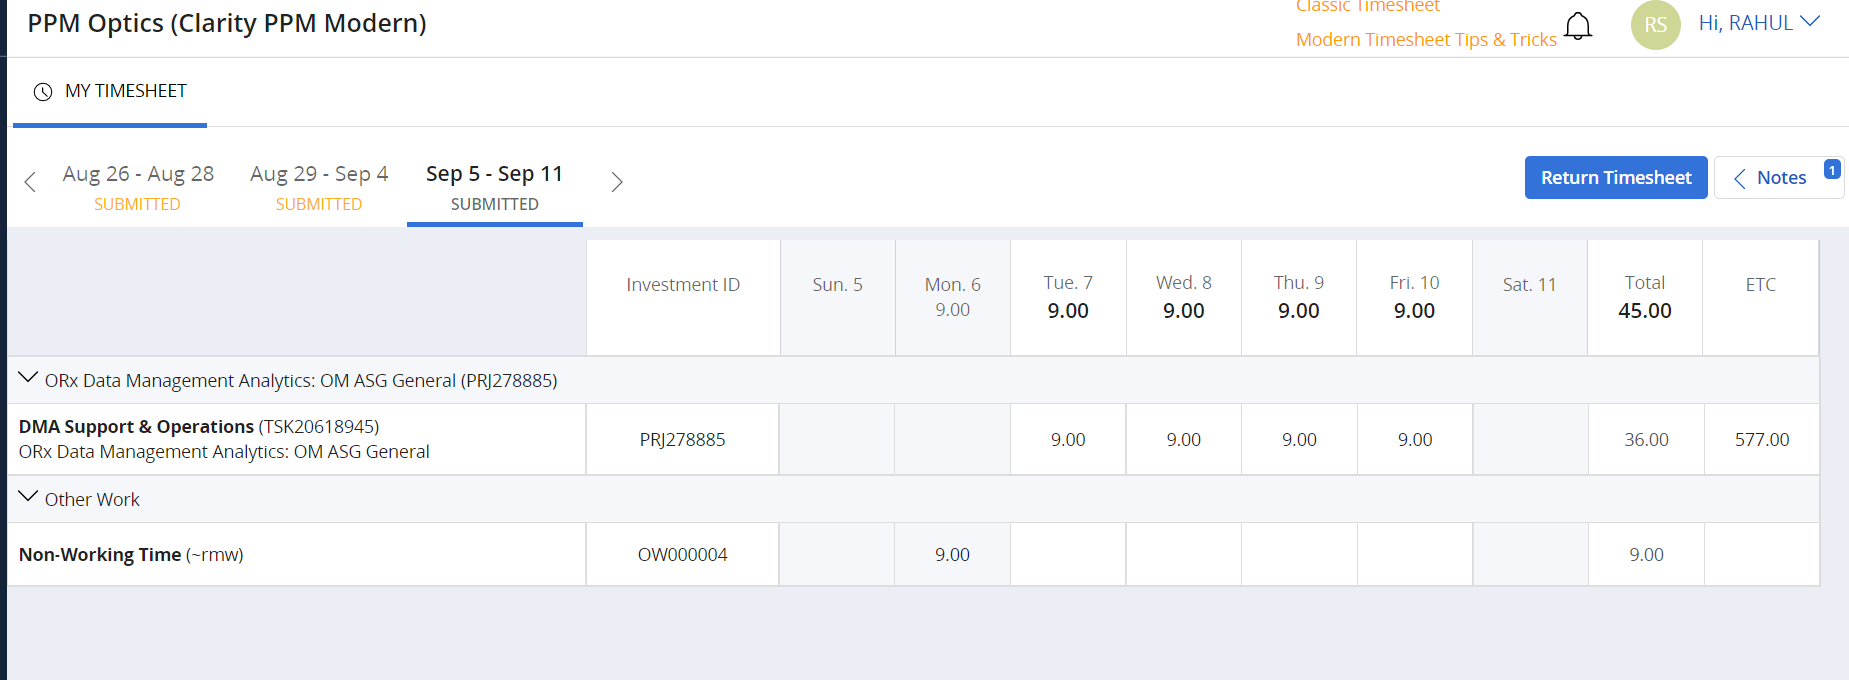 PPM Optics (Clarity PPM Modern)
Classic Timesheet
Modern Timesheet Tips & Tricks
RS
Hi, RAHUL
MY TIMESHEET
Aug 26 - Aug 28
SUBMITTED
Aug 29 - Sep 4
SUBMITTED
Sep 5 - Sep 11
SUBMITTED
Return Timesheet
Notes
1
Investment ID
Sun. 5
Mon. 6
9.00
Tue. 7
9.00
Wed. 8
9.00
Thu. 9
9.00
Fri. 10
9.00
Sat. 11
Total
45.00
ETC
ORx Data Management Analytics: OM ASG General (PRJ278885)
DMA Support & Operations (TSK20618945)
ORx Data Management Analytics: OM ASG General
PRJ278885
9.00
9.00
9.00
9.00
36.00
577.00
Other Work
Non-Working Time (~rmw)
OW000004
9.00
9.00